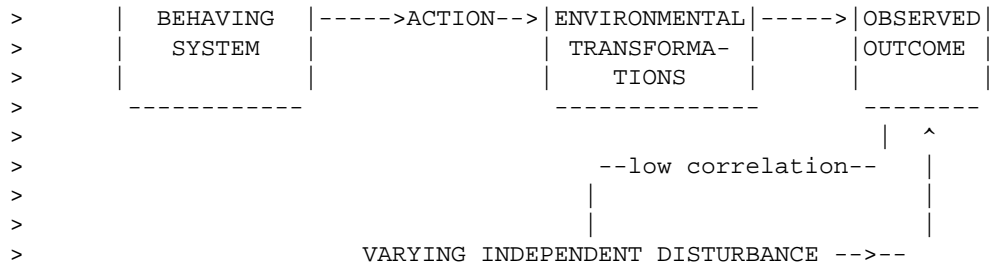 >        |  BEHAVING   |----->ACTION-->|ENVIRONMENTAL|----->|OBSERVED|
>        |   SYSTEM    |               | TRANSFORMA- |      |OUTCOME |
>        |             |               |    TIONS    |      |        |
>         ------------                  --------------       --------
>                                                              |  ^
>                                          --low correlation--    |
>                                         |                       |
>                                         |                       |
>                         VARYING INDEPENDENT DISTURBANCE -->--